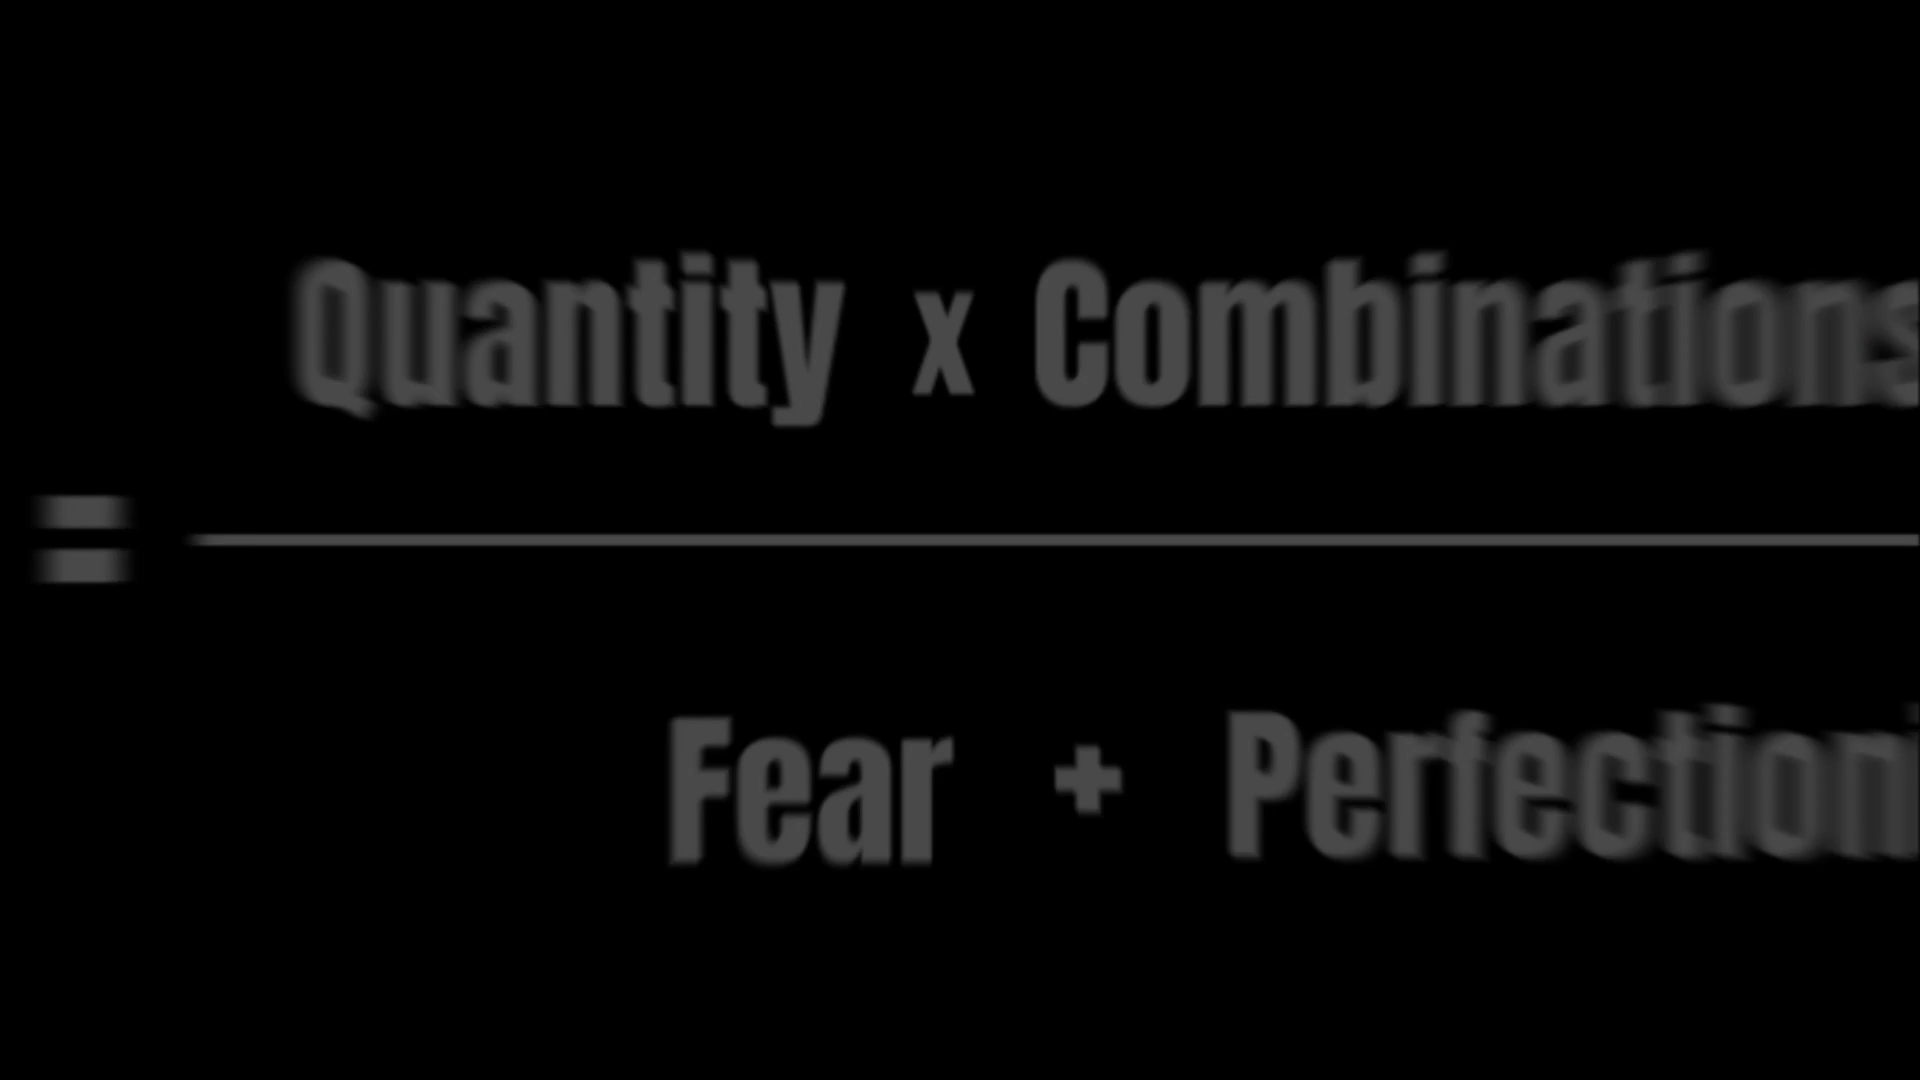 Quantity x Combinations
=
Fear + Perfectioni